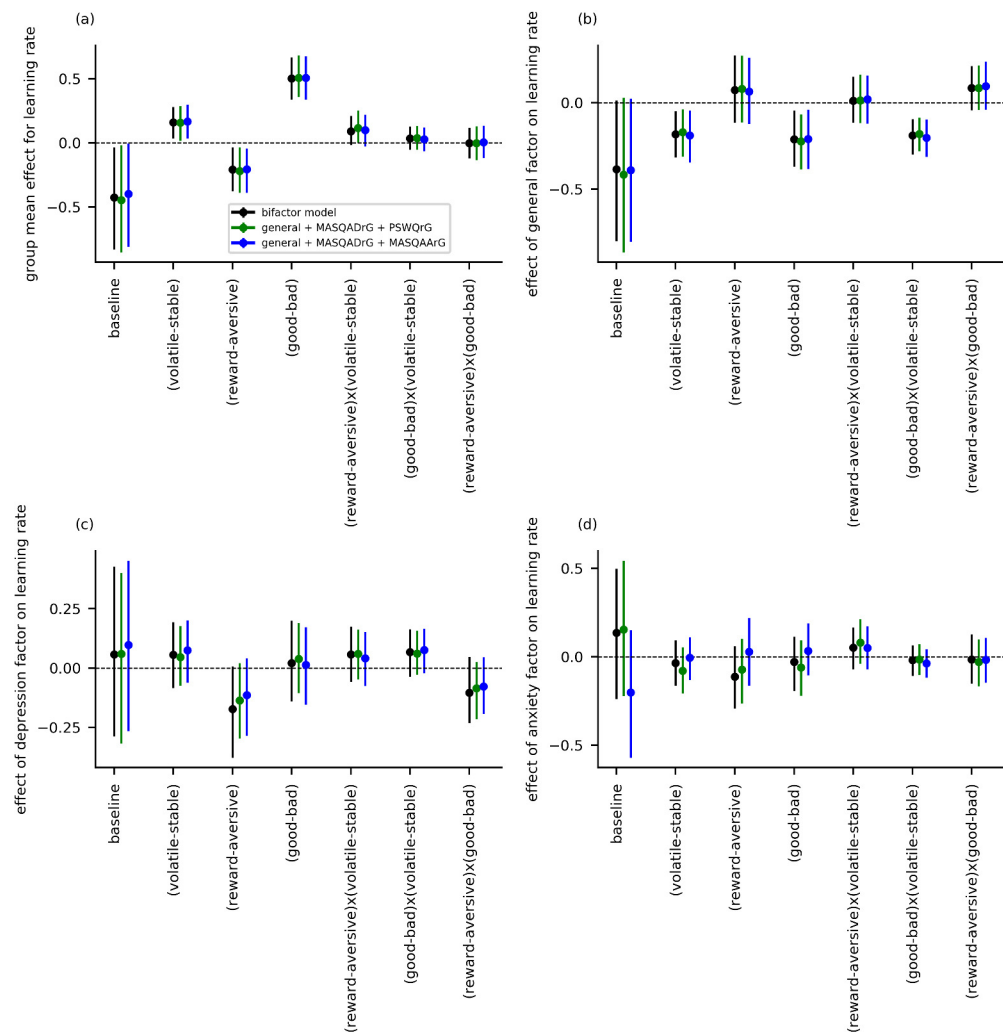 (a)
group mean effect for learning rate
0.5
0.0
−0.5
bifactor model
general + MASQADrG + PSWQrG
general + MASQADrG + MASQAArG
baseline
(volatile-stable)
(reward-aversive)
(good-bad)
(reward-aversive)x(volatile-stable)
(good-bad)x(volatile-stable)
(reward-aversive)x(good-bad)
(b)
effect of general factor on learning rate
0.0
−0.5
baseline
(volatile-stable)
(reward-aversive)
(good-bad)
(reward-aversive)x(volatile-stable)
(good-bad)x(volatile-stable)
(reward-aversive)x(good-bad)
(c)
effect of depression factor on learning rate
0.25
0.00
−0.25
baseline
(volatile-stable)
(reward-aversive)
(good-bad)
(reward-aversive)x(volatile-stable)
(good-bad)x(volatile-stable)
(reward-aversive)x(good-bad)
(d)
effect of anxiety factor on learning rate
0.5
0.0
−0.5
baseline
(volatile-stable)
(reward-aversive)
(good-bad)
(reward-aversive)x(volatile-stable)
(good-bad)x(volatile-stable)
(reward-aversive)x(good-bad)